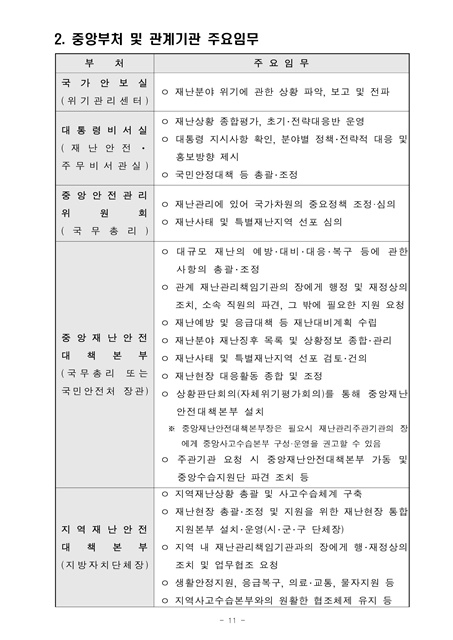 2. 중앙부처 및 관계기관 주요임무
부 처
주 요 임 무
국 가 안 보 실
(위기관리센터)
ㅇ 재난분야 위기에 관한 상황 파악, 보고 및 전파
대 통 령 비 서 실
( 재 난 안 전 ·
주 무 비 서 관 실 )
ㅇ 재난상황 종합평가, 초기·전략대응반 운영
ㅇ 대통령 지시사항 확인, 분야별 정책·전략적 대응 및
홍보방향 제시
ㅇ 국민안정대책 등 총괄·조정
중 앙 안 전 관 리
위 원 회
( 국 무 총 리 )
ㅇ 재난관리에 있어 국가차원의 중요정책 조정·심의
ㅇ 재난사태 및 특별재난지역 선포 심의
중 앙 재 난 안 전
대 책 본 부
(국무총리 또는
국민안전처 장관)
ㅇ 대규모 재난의 예방·대비·대응·복구 등에 관한
사항의 총괄·조정
ㅇ 관계 재난관리책임기관의 장에게 행정 및 재정상의
조치, 소속 직원의 파견, 그 밖에 필요한 지원 요청
ㅇ 재난예방 및 응급대책 등 재난대비계획 수립
ㅇ 재난분야 재난징후 목록 및 상황정보 종합·관리
ㅇ 재난사태 및 특별재난지역 선포 검토·건의
ㅇ 재난현장 대응활동 종합 및 조정
ㅇ 상황판단회의(자체위기평가회의)를 통해 중앙재난
안전대책본부 설치
※ 중앙재난안전대책본부장은 필요시 재난관리주관기관의 장
에게 중앙사고수습본부 구성·운영을 권고할 수 있음
ㅇ 주관기관 요청 시 중앙재난안전대책본부 가동 및
중앙수습지원단 파견 조치 등
지 역 재 난 안 전
대 책 본 부
(지방자치단체장)
ㅇ 지역재난상황 총괄 및 사고수습체계 구축
ㅇ 재난현장 총괄·조정 및 지원을 위한 재난현장 통합
지원본부 설치·운영(시·군·구 단체장)
ㅇ 지역 내 재난관리책임기관과의 장에게 행·재정상의
조치 및 업무협조 요청
ㅇ 생활안정지원, 응급복구, 의료·교통, 물자지원 등
ㅇ 지역사고수습본부와의 원활한 협조체제 유지 등
- 11 -